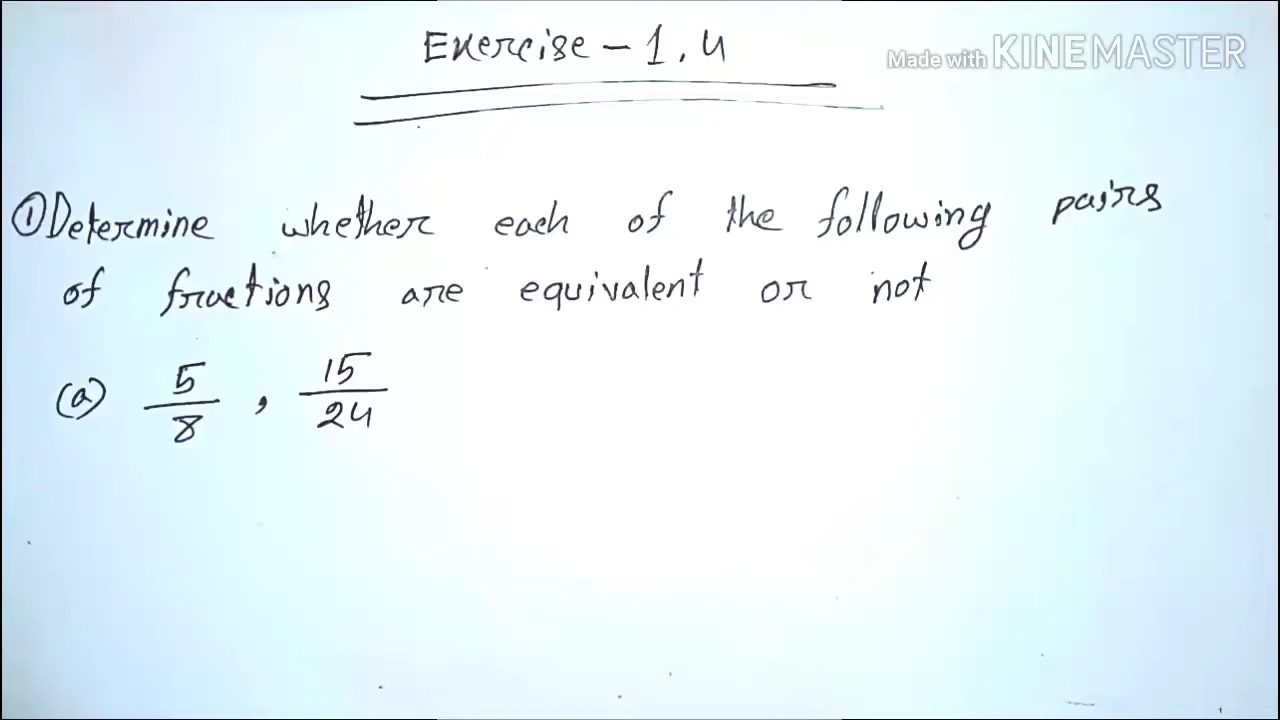 Exercise - 1.4
Made with KINEMASTER
① Determine whether each of the following pairs
of fractions are equivalent or not
(a) 5/8 , 15/24